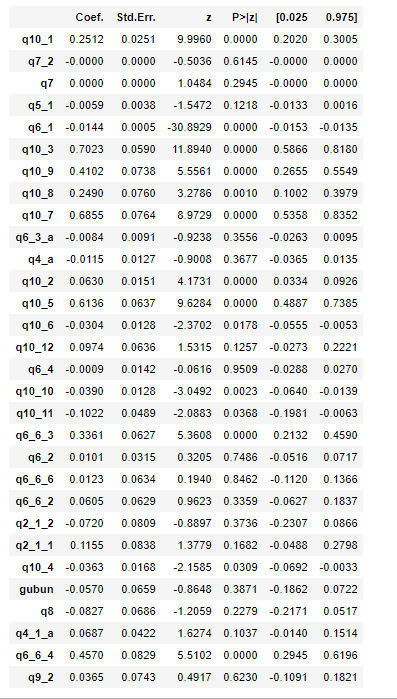 Coef. Std.Err. z P>|z| [0.025 0.975]
q10_1 0.2512 0.0251 9.9960 0.0000 0.2020 0.3005
q7_2 -0.0000 0.0000 -0.5036 0.6145 -0.0000 0.0000
q7 0.0000 0.0000 1.0484 0.2945 -0.0000 0.0000
q5_1 -0.0059 0.0038 -1.5472 0.1218 -0.0133 0.0016
q6_1 -0.0144 0.0005 -30.8929 0.0000 -0.0153 -0.0135
q10_3 0.7023 0.0590 11.8940 0.0000 0.5866 0.8180
q10_9 0.4102 0.0738 5.5561 0.0000 0.2655 0.5549
q10_8 0.2490 0.0760 3.2786 0.0010 0.1002 0.3979
q10_7 0.6855 0.0764 8.9729 0.0000 0.5358 0.8352
q6_3_a -0.0084 0.0091 -0.9238 0.3556 -0.0263 0.0095
q4_a -0.0115 0.0127 -0.9008 0.3677 -0.0365 0.0135
q10_2 0.0630 0.0151 4.1731 0.0000 0.0334 0.0926
q10_5 0.6136 0.0637 9.6284 0.0000 0.4887 0.7385
q10_6 -0.0304 0.0128 -2.3702 0.0178 -0.0555 -0.0053
q10_12 0.0974 0.0636 1.5315 0.1257 -0.0273 0.2221
q6_4 -0.0009 0.0142 -0.0616 0.9509 -0.0288 0.0270
q10_10 -0.0390 0.0128 -3.0492 0.0023 -0.0640 -0.0139
q10_11 -0.1022 0.0489 -2.0883 0.0368 -0.1981 -0.0063
q6_6_3 0.3361 0.0627 5.3608 0.0000 0.2132 0.4590
q6_2 0.0101 0.0315 0.3205 0.7486 -0.0516 0.0717
q6_6_6 0.0123 0.0634 0.1940 0.8462 -0.1120 0.1366
q6_6_2 0.0605 0.0629 0.9623 0.3359 -0.0627 0.1837
q2_1_2 -0.0720 0.0809 -0.8897 0.3736 -0.2307 0.0866
q2_1_1 0.1155 0.0838 1.3779 0.1682 -0.0488 0.2798
q10_4 -0.0363 0.0168 -2.1585 0.0309 -0.0692 -0.0033
gubun -0.0570 0.0659 -0.8648 0.3871 -0.1862 0.0722
q8 -0.0827 0.0686 -1.2059 0.2279 -0.2171 0.0517
q4_1_a 0.0687 0.0422 1.6274 0.1037 -0.0140 0.1514
q6_6_4 0.4570 0.0829 5.5102 0.0000 0.2945 0.6196
q9_2 0.0365 0.0743 0.4917 0.6230 -0.1091 0.1821